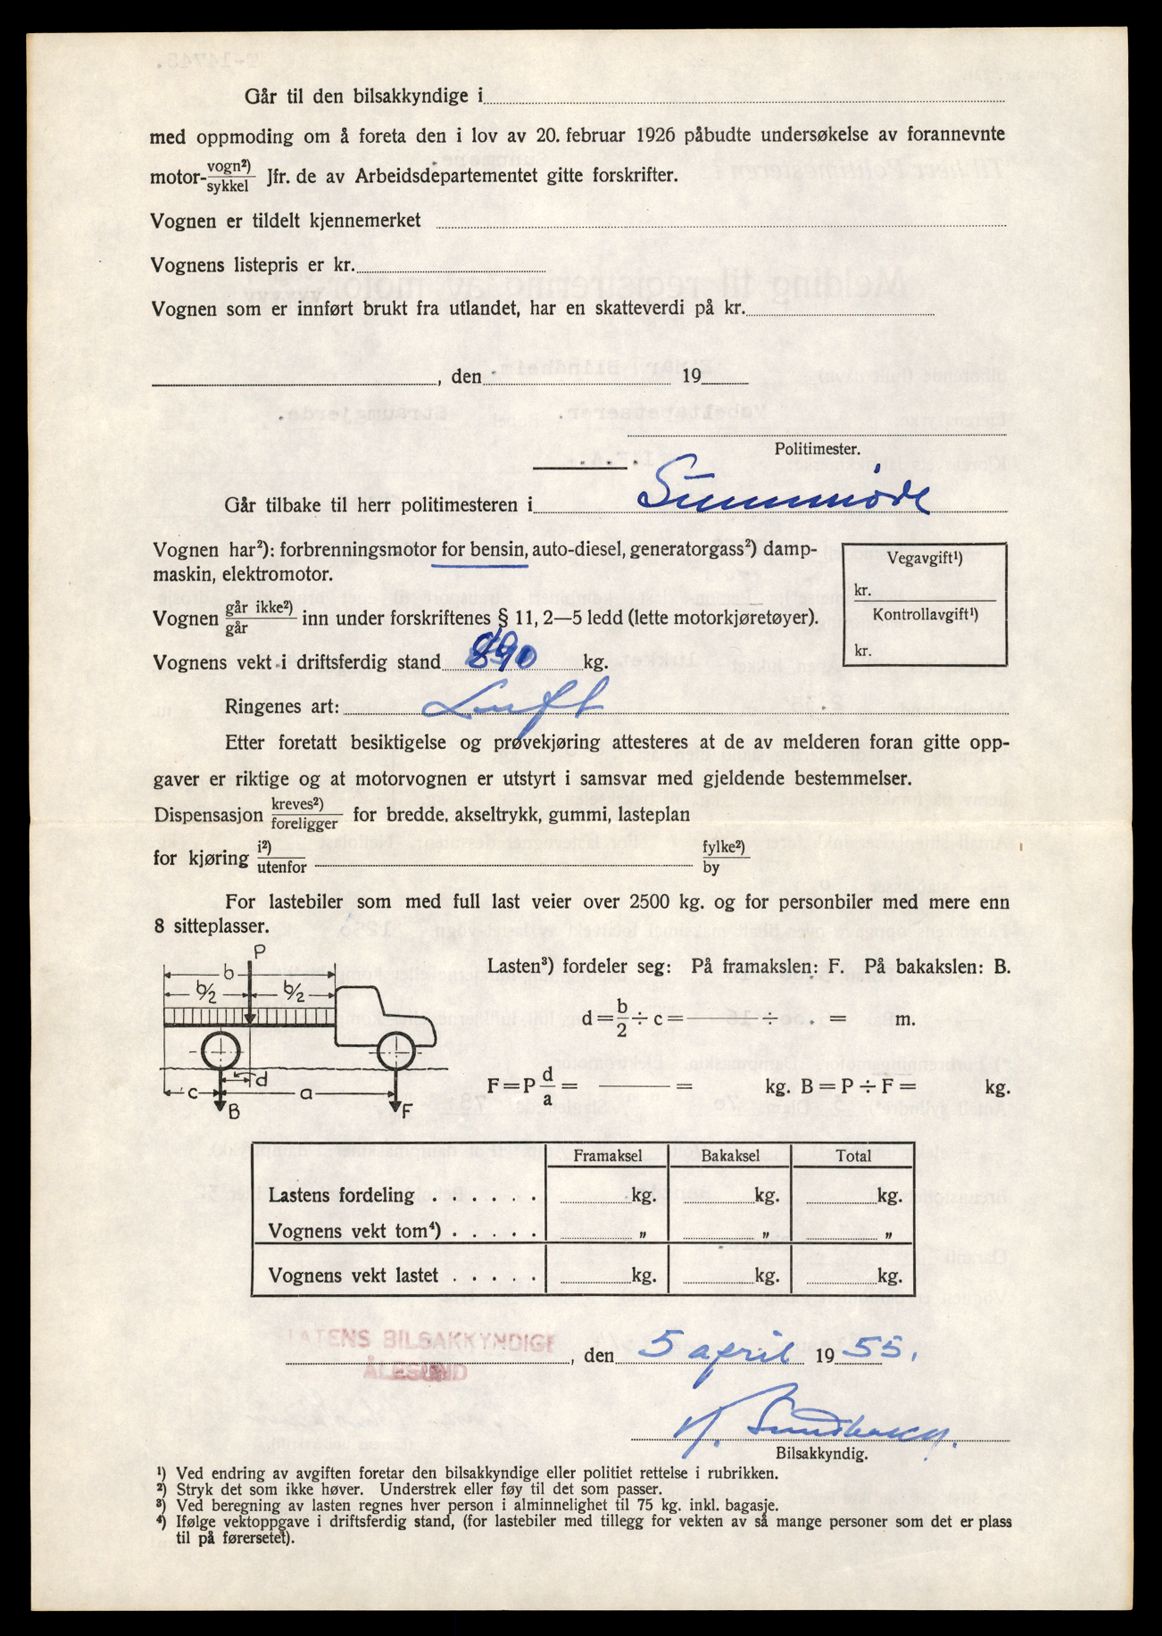 Går til den bilsakkyndige i
med oppmoding om å foreta den i lov av 20. februar 1926 påbudte undersøkelse av forannevnte
motor- vogn²) / sykkel Jfr. de av Arbeidsdepartementet gitte forskrifter.
Vognen er tildelt kjennemerket
Vognens listepris er kr.
Vognen som er innført brukt fra utlandet, har en skatteverdi på kr.
, den 19
Politimester.
Går tilbake til herr politimesteren i Sunnmøre
Vognen har²): forbrenningsmotor for bensin, auto-diesel, generatorgass²) damp-
maskin, elektromotor.
Vegavgift¹)
kr.
Kontrollavgift¹)
kr.
Vognen går ikke²) / går inn under forskriftenes § 11, 2—5 ledd (lette motorkjøretøyer).
Vognens vekt i driftsferdig stand 890 kg.
Ringenes art: Luft
Etter foretatt besiktigelse og prøvekjøring attesteres at de av melderen foran gitte opp-
gaver er riktige og at motorvognen er utstyrt i samsvar med gjeldende bestemmelser.
Dispensasjon kreves²) / foreligger for bredde, akseltrykk, gummi, lasteplan
for kjøring i²) / utenfor fylke²) / by
For lastebiler som med full last veier over 2500 kg. og for personbiler med mere enn
8 sitteplasser.
P
b
b/2 b/2
c d a
B F
Lasten³) fordeler seg: På framakslen: F. På bakakslen: B.
d = b/2 ÷ c = ÷ = m.
F = P d/a = = kg. B = P ÷ F = kg.
Framaksel Bakaksel Total
Lastens fordeling . . . . . . kg. kg. kg.
Vognens vekt tom⁴) . . . . . „ „ „
Vognens vekt lastet . . . . . kg. kg. kg.
STATENS BILSAKKYNDIGE
ÅLESUND
, den 5 april 19 55.
Bilsakkyndig.
¹) Ved endring av avgiften foretar den bilsakkyndige eller politiet rettelse i rubrikken.
²) Stryk det som ikke høver. Understrek eller føy til det som passer.
³) Ved beregning av lasten regnes hver person i alminnelighet til 75 kg. inkl. bagasje.
⁴) Ifølge vektoppgave i driftsferdig stand, (for lastebiler med tillegg for vekten av så mange personer som det er plass
til på førersetet).